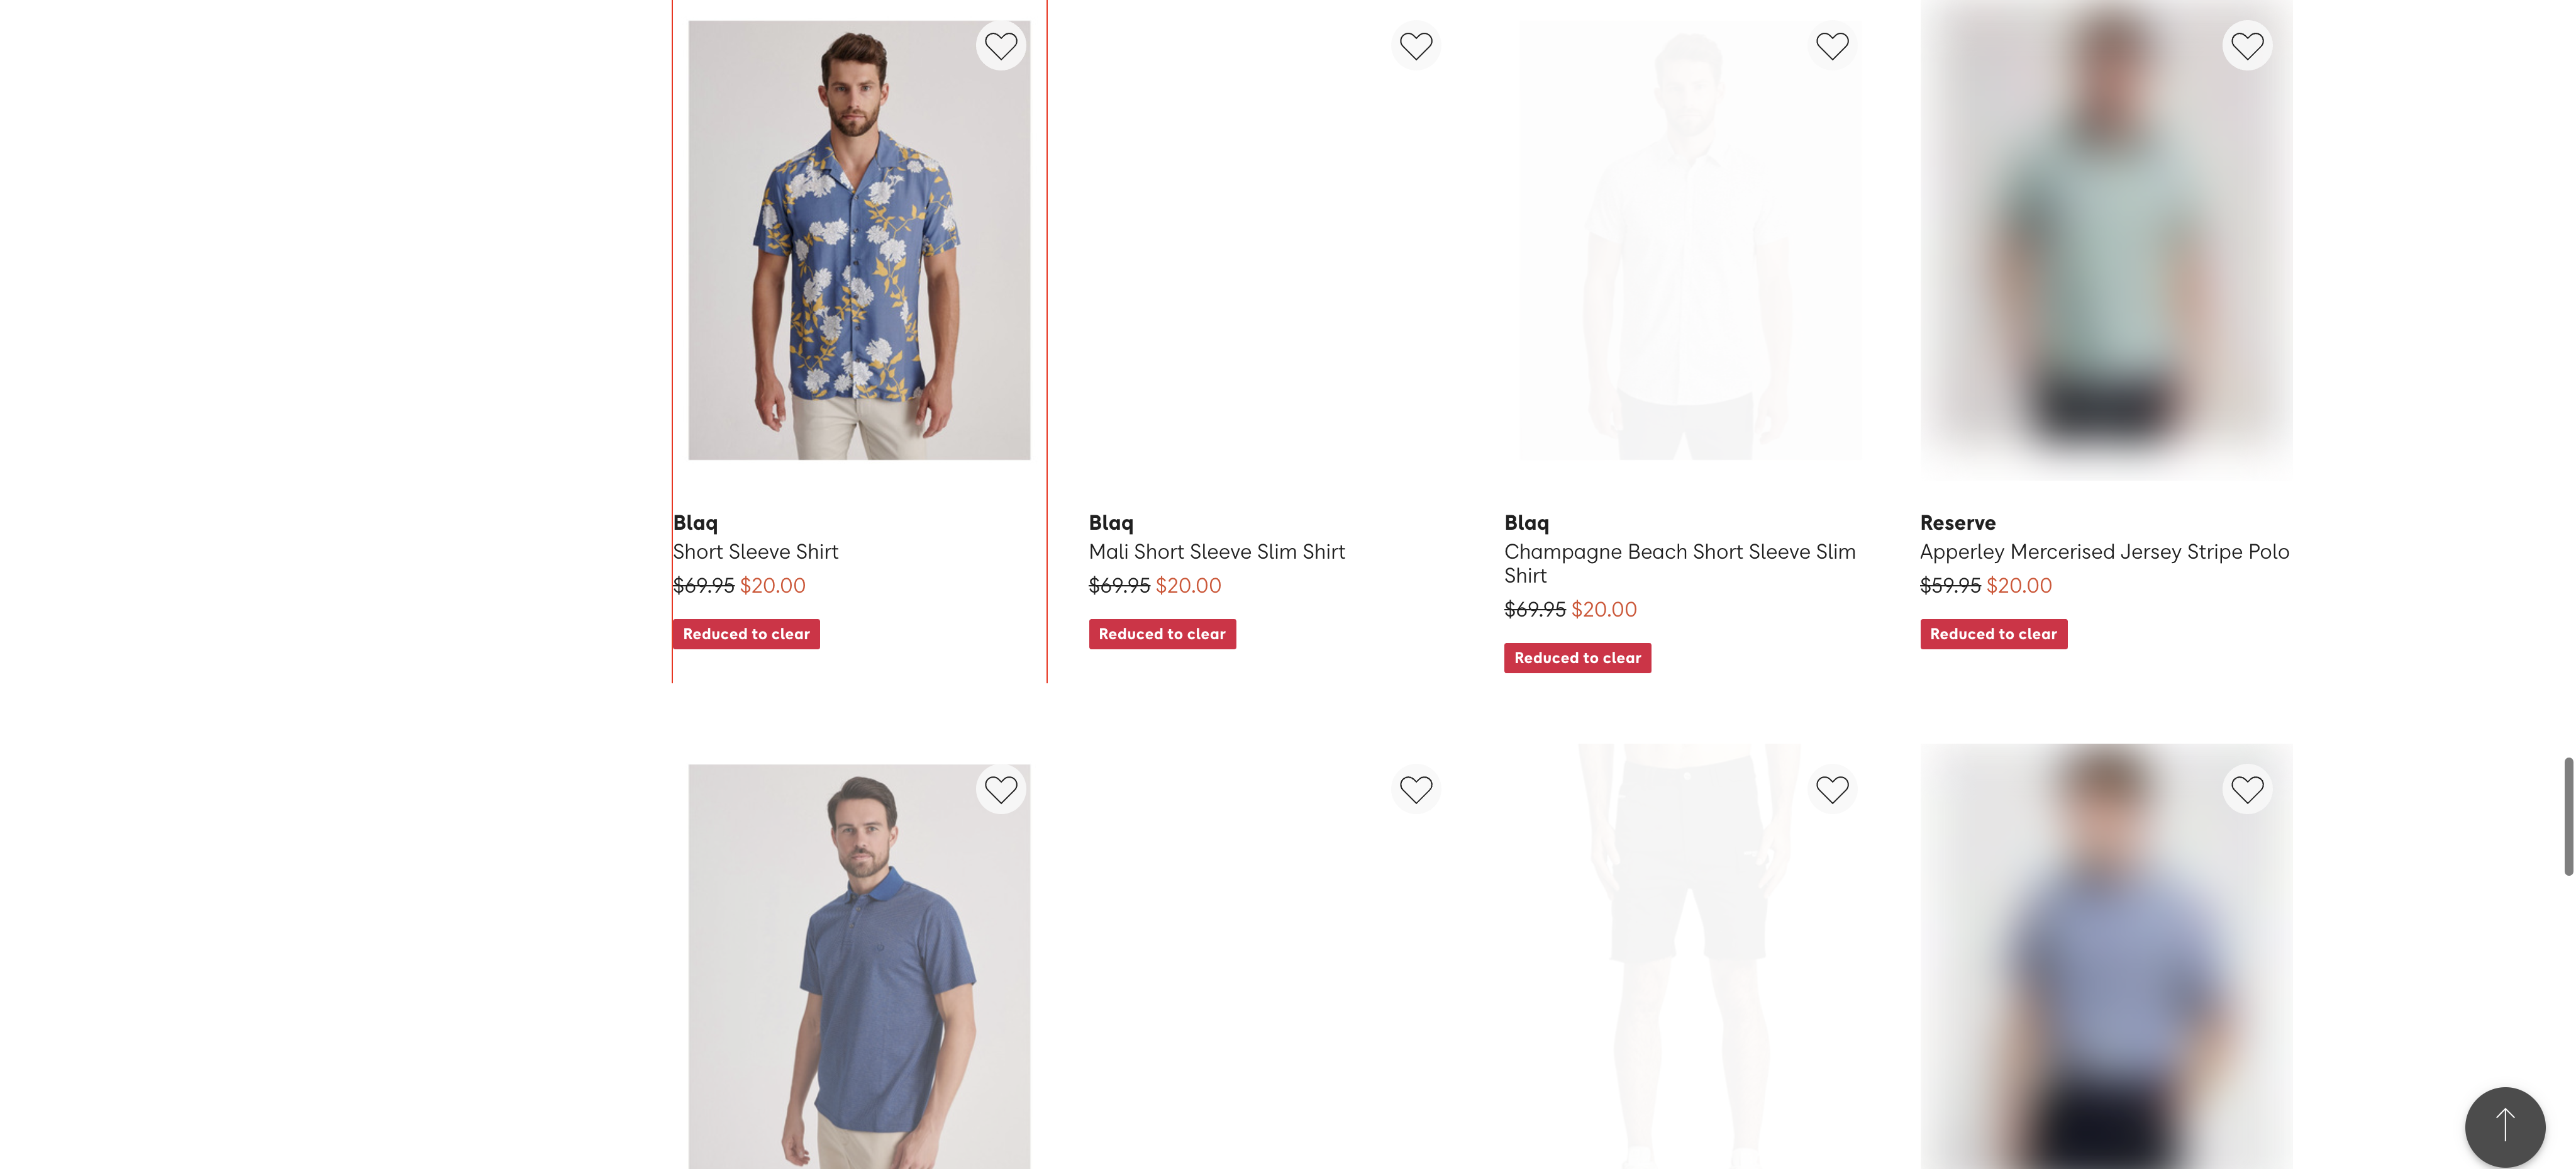 Blaq
Short Sleeve Shirt
$69.95 $20.00
Reduced to clear
Blaq
Mali Short Sleeve Slim Shirt
$69.95 $20.00
Reduced to clear
Blaq
Champagne Beach Short Sleeve Slim
Shirt
$69.95 $20.00
Reduced to clear
Reserve
Apperley Mercerised Jersey Stripe Polo
$59.95 $20.00
Reduced to clear